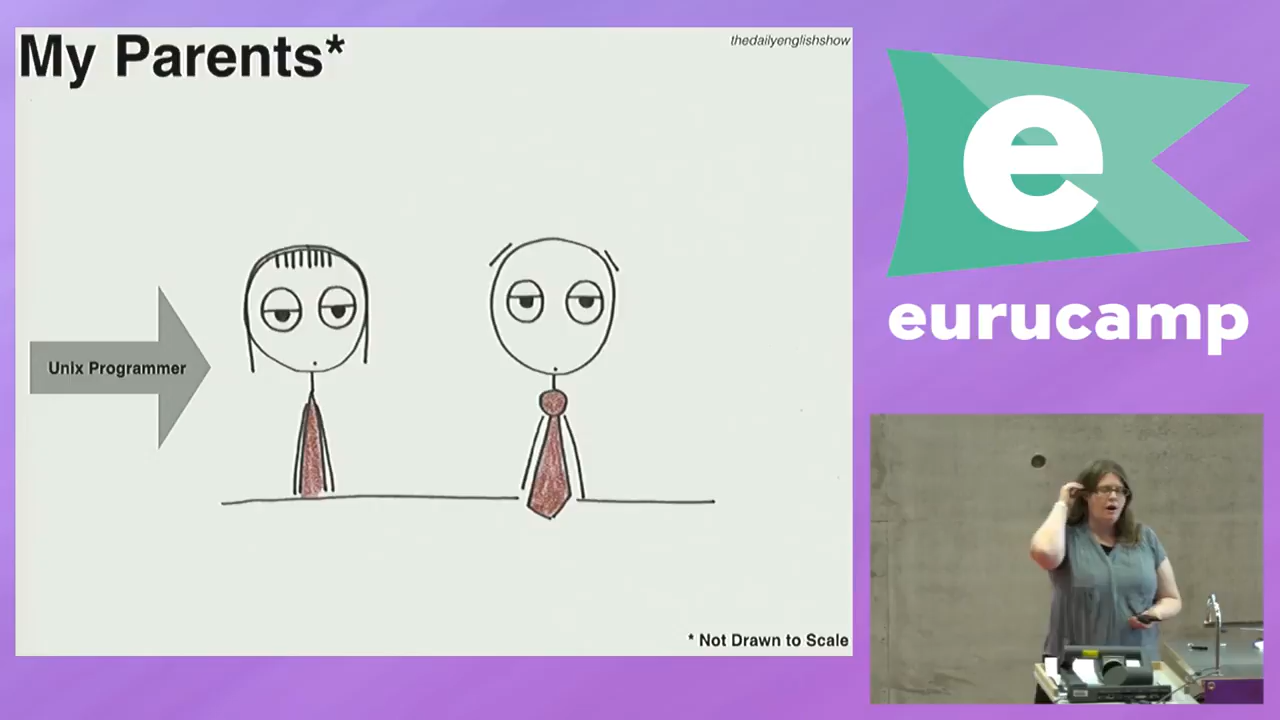 My Parents*
thedailyenglishshow
Unix Programmer
* Not Drawn to Scale
e
eurucamp